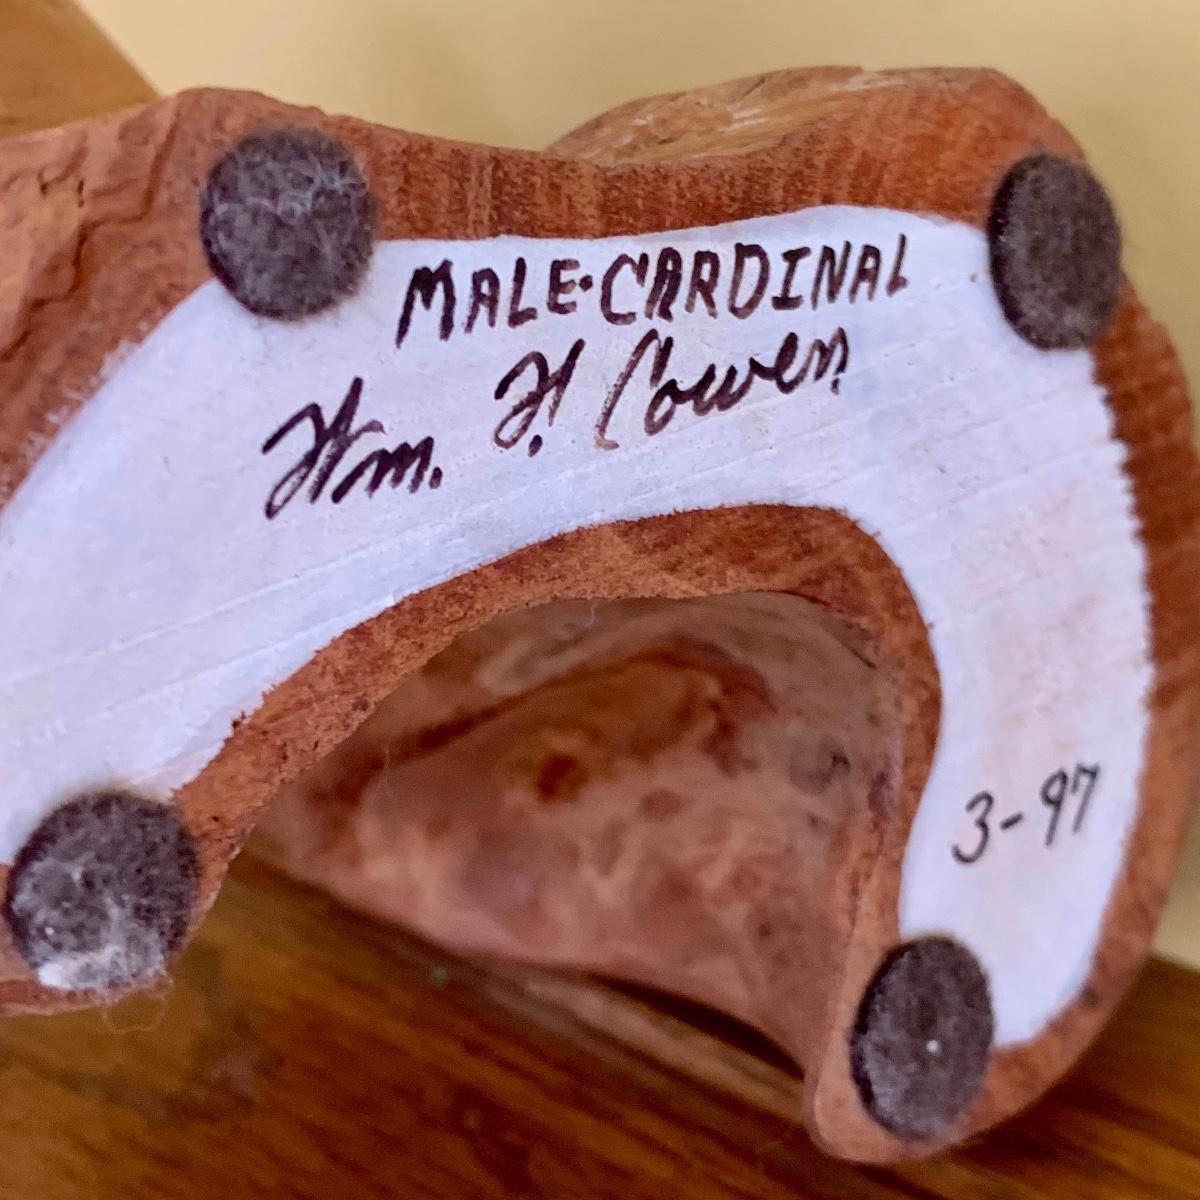 MALE·CARDINAL
Wm. H. Cowen
3-97